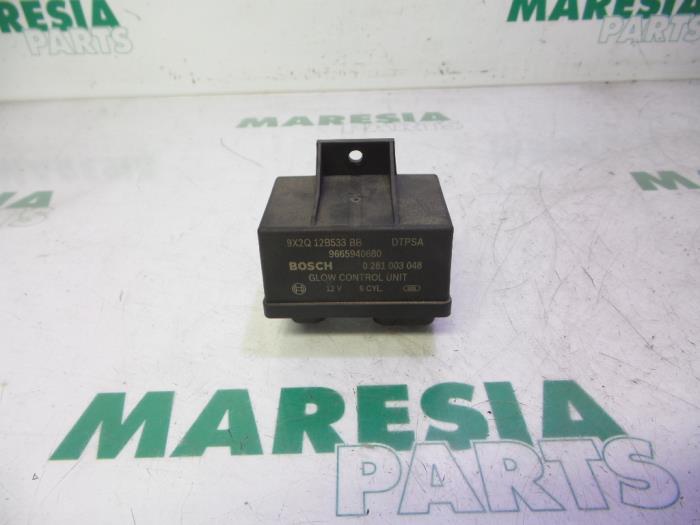 MARESIA
PARTS
MARESIA
PARTS
9X2Q 12B533 BB DTPSA
9665940680
BOSCH 0 281 003 048
GLOW CONTROL UNIT
12 V 6 CYL.
MARESIA
PARTS